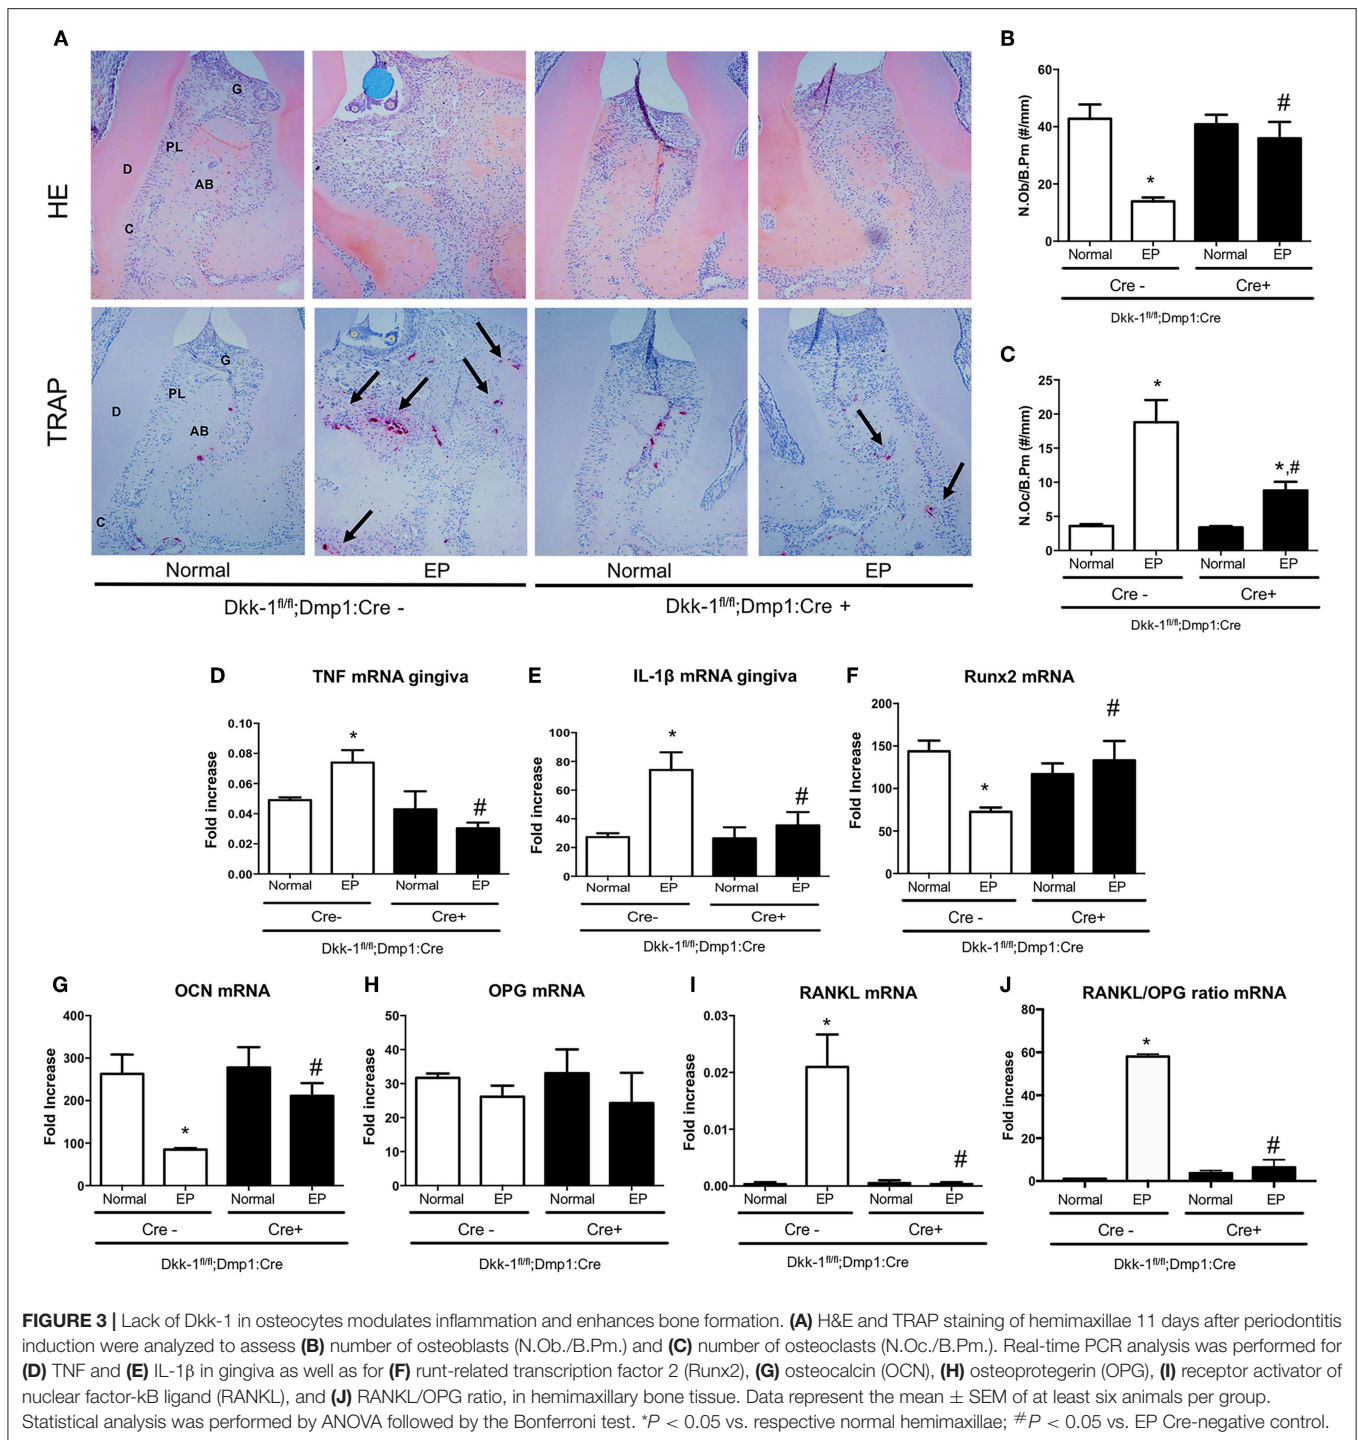 A
HE
G
PL
D
AB
C
TRAP
G
PL
D
AB
C
Normal EP Normal EP
Dkk-1fl/fl;Dmp1:Cre - Dkk-1fl/fl;Dmp1:Cre +
B
N.Ob/B.Pm (#/mm)
60
40
20
0
*
#
Normal EP Normal EP
Cre - Cre+
Dkk-1fl/fl;Dmp1:Cre
C
N.Oc/B.Pm (#/mm)
25
20
15
10
5
0
*
*,#
Normal EP Normal EP
Cre - Cre+
Dkk-1fl/fl;Dmp1:Cre
D
TNF mRNA gingiva
Fold increase
0.10
0.08
0.06
0.04
0.02
0.00
*
#
Normal EP Normal EP
Cre- Cre+
Dkk-1fl/fl;Dmp1:Cre
E
IL-1β mRNA gingiva
Fold increase
100
80
60
40
20
0
*
#
Normal EP Normal EP
Cre- Cre+
Dkk-1fl/fl;Dmp1:Cre
F
Runx2 mRNA
Fold Increase
200
150
100
50
0
*
#
Normal EP Normal EP
Cre - Cre+
Dkk-1fl/fl;Dmp1:Cre
G
OCN mRNA
Fold Increase
400
300
200
100
0
*
#
Normal EP Normal EP
Cre - Cre+
Dkk-1fl/fl;Dmp1:Cre
H
OPG mRNA
Fold increase
50
40
30
20
10
0
Normal EP Normal EP
Cre - Cre+
Dkk-1fl/fl;Dmp1:Cre
I
RANKL mRNA
Fold increase
0.03
0.02
0.01
0.00
*
#
Normal EP Normal EP
Cre - Cre+
Dkk-1fl/fl;Dmp1:Cre
J
RANKL/OPG ratio mRNA
Fold increase
80
60
40
20
0
*
#
Normal EP Normal EP
Cre - Cre+
Dkk-1fl/fl;Dmp1:Cre
FIGURE 3 | Lack of Dkk-1 in osteocytes modulates inflammation and enhances bone formation. (A) H&E and TRAP staining of hemimaxillae 11 days after periodontitis
induction were analyzed to assess (B) number of osteoblasts (N.Ob./B.Pm.) and (C) number of osteoclasts (N.Oc./B.Pm.). Real-time PCR analysis was performed for
(D) TNF and (E) IL-1β in gingiva as well as for (F) runt-related transcription factor 2 (Runx2), (G) osteocalcin (OCN), (H) osteoprotegerin (OPG), (I) receptor activator of
nuclear factor-kB ligand (RANKL), and (J) RANKL/OPG ratio, in hemimaxillary bone tissue. Data represent the mean ± SEM of at least six animals per group.
Statistical analysis was performed by ANOVA followed by the Bonferroni test. *P < 0.05 vs. respective normal hemimaxillae; #P < 0.05 vs. EP Cre-negative control.